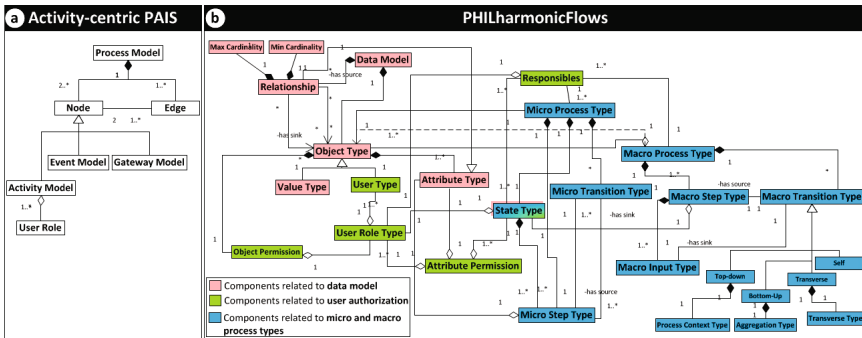 a Activity-centric PAIS
b PHILharmonicFlows
Process Model
1
2..*
1..*
Node
2
1..*
Edge
Event Model
Gateway Model
Activity Model
1..*
User Role
Max Cardinality
Min Cardinality
Data Model
-has source
Relationship
Responsibles
1..*
Micro Process Type
-has sink
Object Type
Macro Process Type
Value Type
User Type
Attribute Type
Micro Transition Type
Macro Step Type
-has source
Macro Transition Type
State Type
-has sink
User Role Type
-has sink
Object Permission
Attribute Permission
Macro Input Type
Self
Top-down
Transverse
Bottom-Up
-has source
Micro Step Type
Process Context Type
Aggregation Type
Transverse Type
Components related to data model
Components related to user authorization
Components related to micro and macro
process types